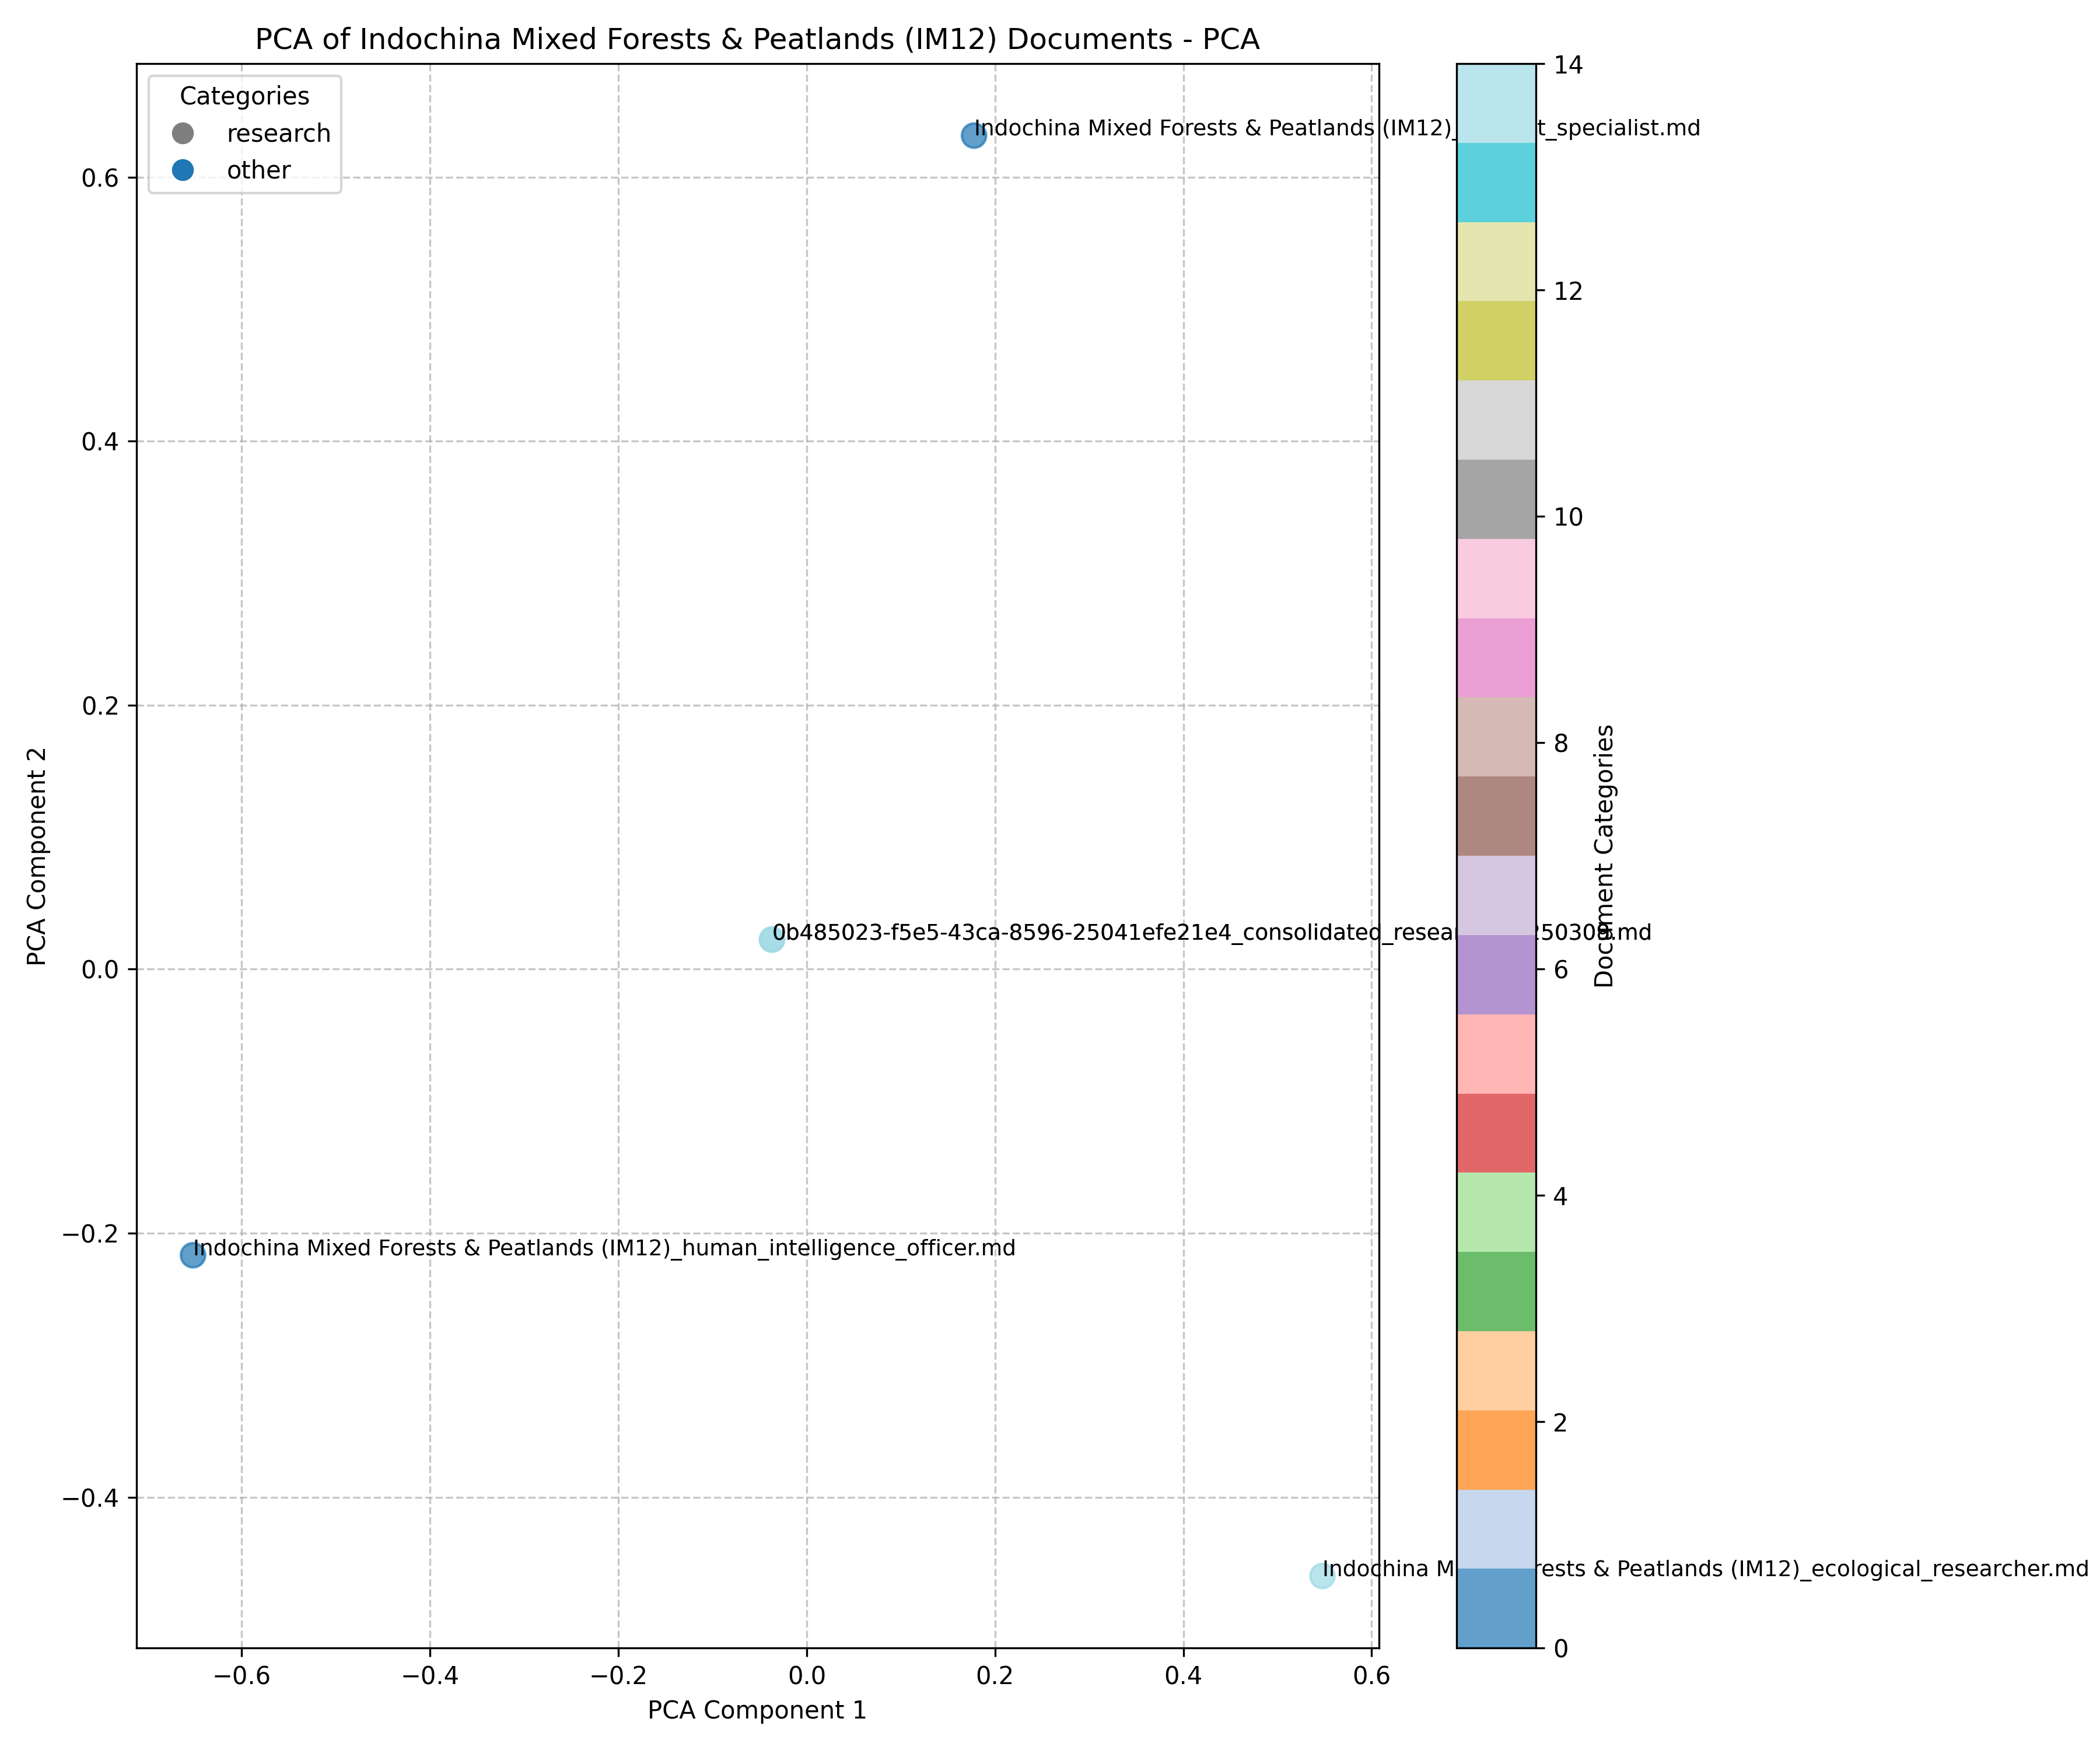 PCA of Indochina Mixed Forests & Peatlands (IM12) Documents - PCA
Categories
research
other
Indochina Mixed Forests & Peatlands (IM12)_ t_specialist.md
0b485023-f5e5-43ca-8596-25041efe21e4_consolidated_resear 250308.md
Indochina Mixed Forests & Peatlands (IM12)_human_intelligence_officer.md
Indochina M rests & Peatlands (IM12)_ecological_researcher.md
PCA Component 2
0.6
0.4
0.2
0.0
−0.2
−0.4
−0.6
−0.4
−0.2
0.0
0.2
0.4
0.6
PCA Component 1
14
12
10
8
6
4
2
0
Document Categories